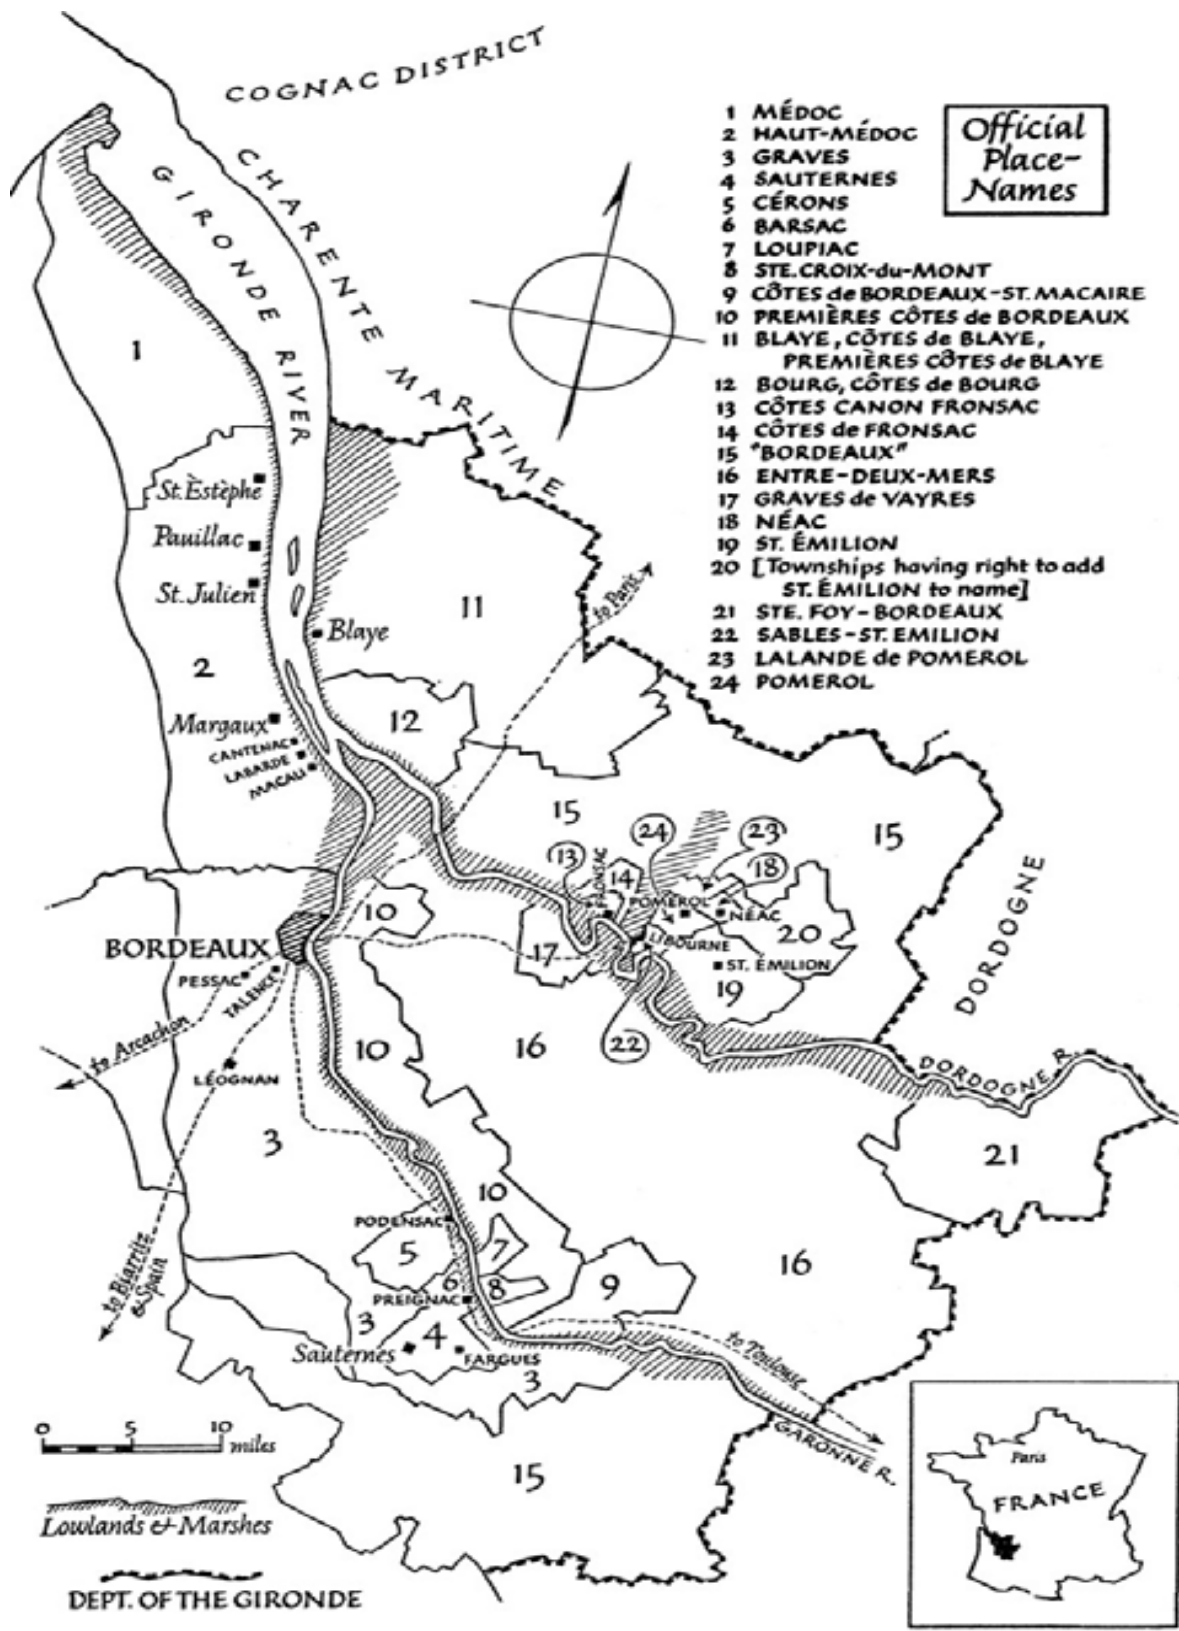 COGNAC DISTRICT
CHARENTE MARITIME
GIRONDE RIVER
Official
Place-
Names
1 MÉDOC
2 HAUT-MÉDOC
3 GRAVES
4 SAUTERNES
5 CÉRONS
6 BARSAC
7 LOUPIAC
8 STE. CROIX-du-MONT
9 CÔTES de BORDEAUX-ST. MACAIRE
10 PREMIÈRES CÔTES de BORDEAUX
11 BLAYE, CÔTES de BLAYE,
PREMIÈRES CÔTES de BLAYE
12 BOURG, CÔTES de BOURG
13 CÔTES CANON FRONSAC
14 CÔTES de FRONSAC
15 "BORDEAUX"
16 ENTRE-DEUX-MERS
17 GRAVES de VAYRES
18 NÉAC
19 ST. ÉMILION
20 [Townships having right to add
ST. ÉMILION to name]
21 STE. FOY-BORDEAUX
22 SABLES-ST. EMILION
23 LALANDE de POMEROL
24 POMEROL
1
St. Èstèphe
Pauillac
St. Julien
11
to Paris
Blaye
2
Margaux
12
CANTENAC
LABARDE
MACAU
15
15
24
23
13
18
FRONSAC
14
POMEROL
NÉAC
20
10
BORDEAUX
17
LIBOURNE
ST. ÉMILION
19
DORDOGNE
PESSAC
TALENCE
to Arcachon
10
16
22
LÉOGNAN
DORDOGNE R.
3
21
10
PODENSAC
5
7
16
to Biarritz
& Spain
6
8
9
PREIGNAC
3
4
Sauternes
FARGUES
3
to Toulouse
GARONNE R.
15
0 5 10
miles
Lowlands & Marshes
DEPT. OF THE GIRONDE
Paris
FRANCE